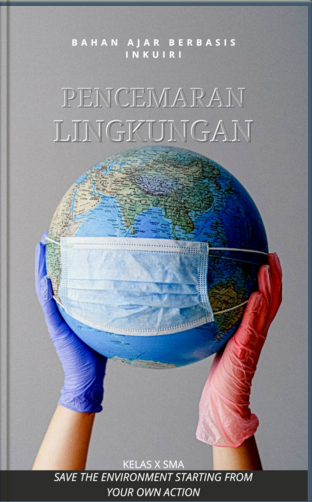 BAHAN AJAR BERBASIS
INKUIRI
PENCEMARAN
LINGKUNGAN
KELAS X SMA
SAVE THE ENVIRONMENT STARTING FROM
YOUR OWN ACTION